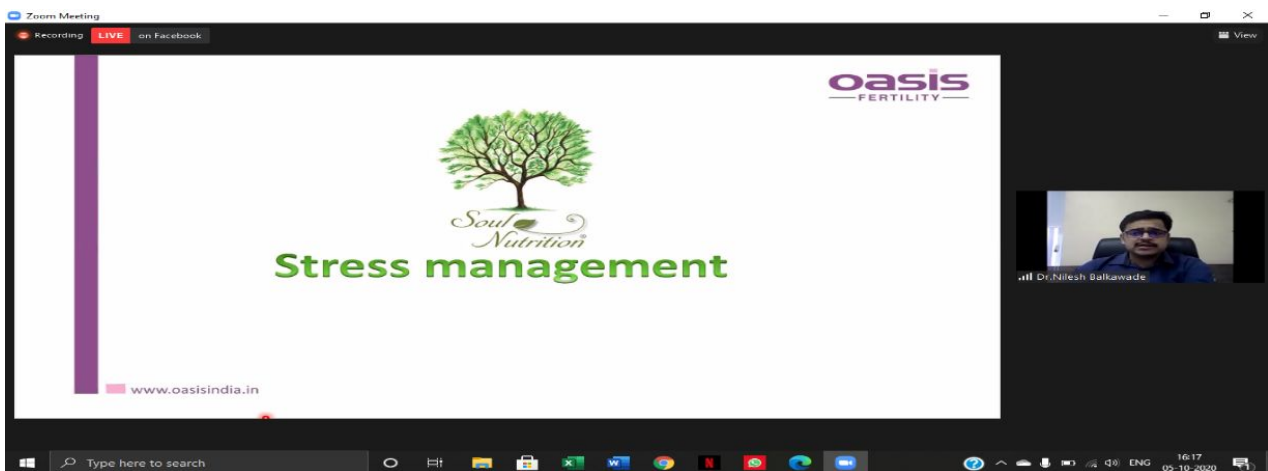 Zoom Meeting
Recording LIVE on Facebook
View
oasis
FERTILITY
Soul
Nutrition
Stress management
Dr.Nilesh Balkawade
www.oasisindia.in
Type here to search
ENG
16:17
05-10-2020